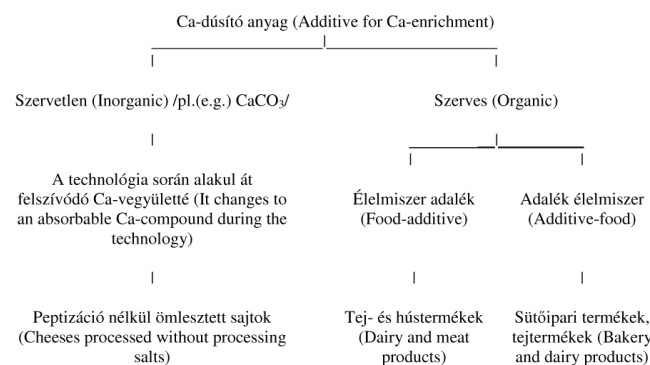 Ca-dúsító anyag (Additive for Ca-enrichment)
Szervetlen (Inorganic) /pl.(e.g.) CaCO₃/
Szerves (Organic)
A technológia során alakul át
felszívódó Ca-vegyületté (It changes to
an absorbable Ca-compound during the
technology)
Élelmiszer adalék
(Food-additive)
Adalék élelmiszer
(Additive-food)
Peptizáció nélkül ömlesztett sajtok
(Cheeses processed without processing
salts)
Tej- és hústermékek
(Dairy and meat
products)
Sütőipari termékek,
tejtermékek (Bakery
and dairy products)